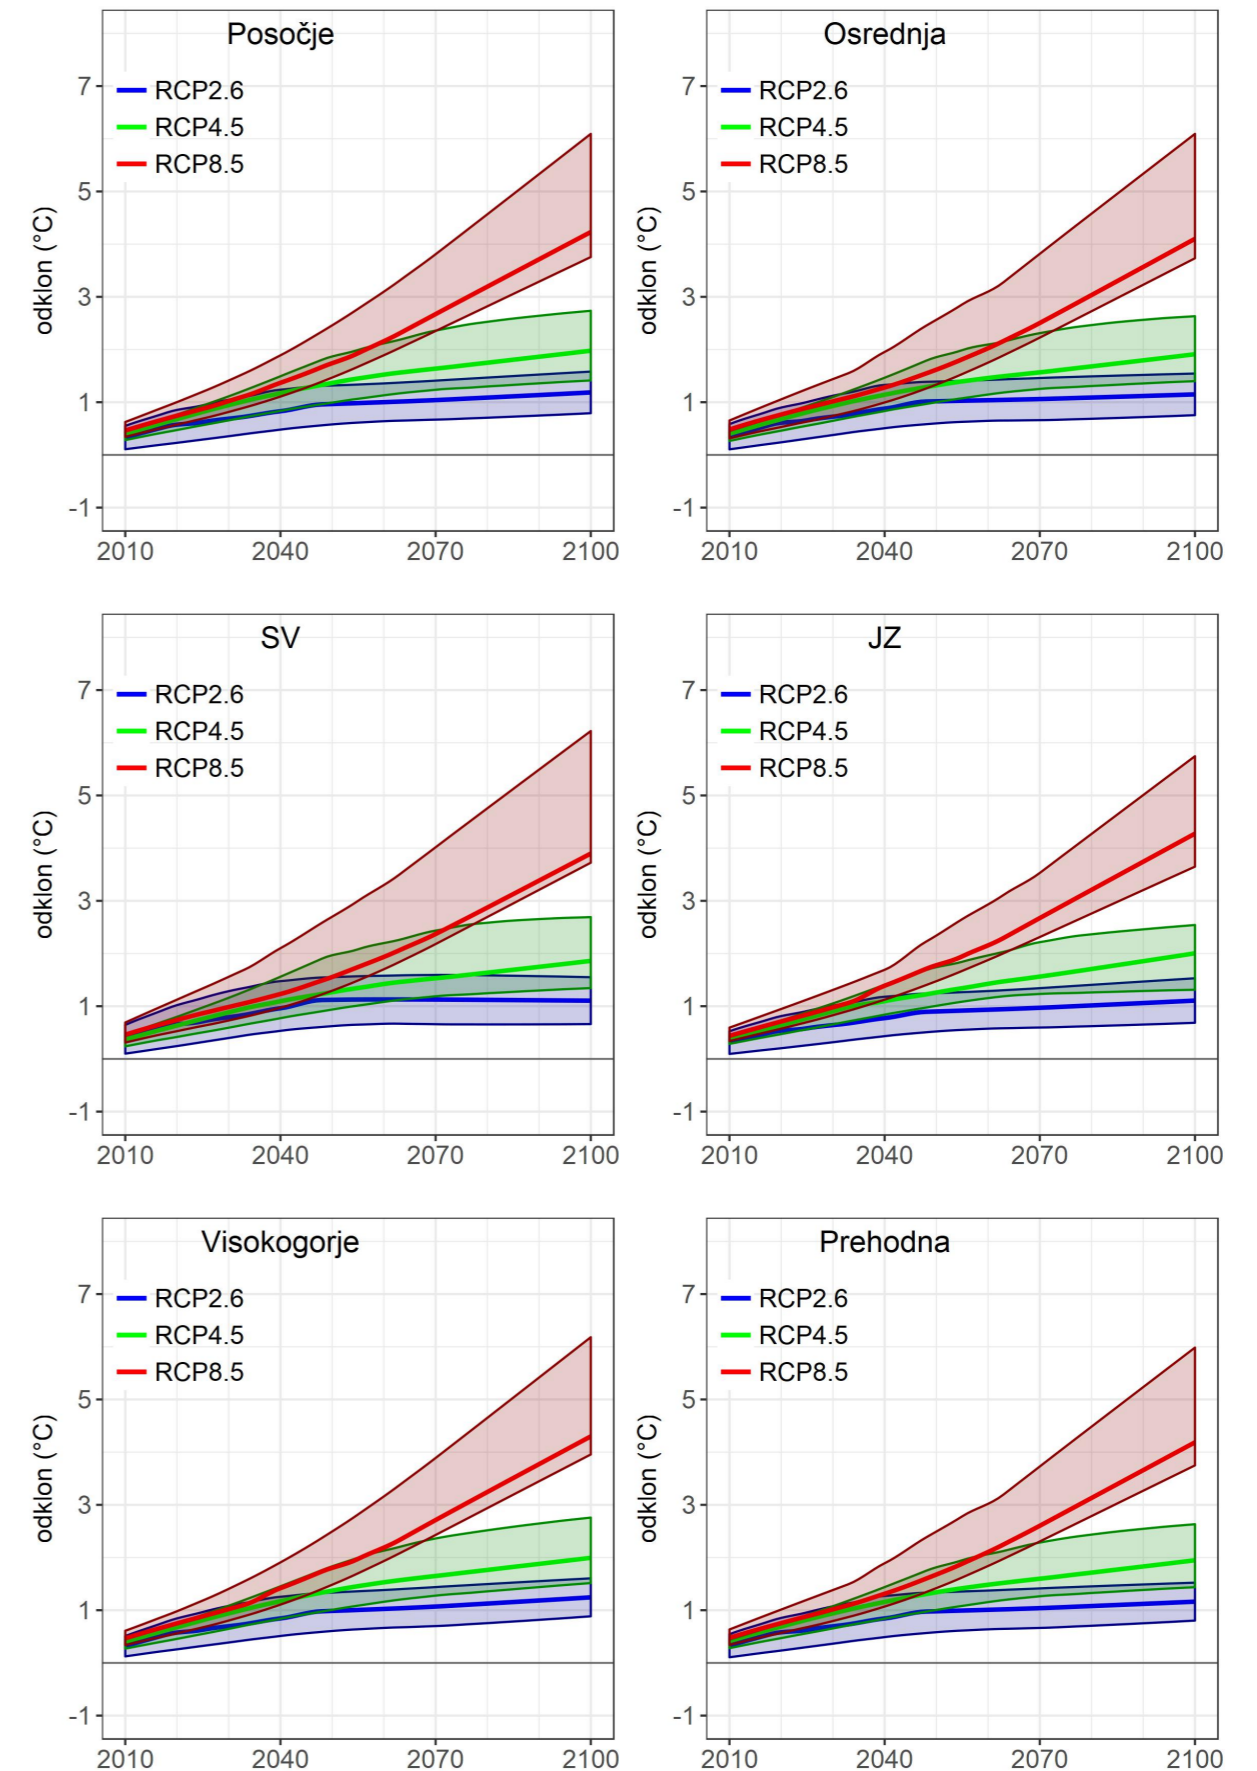 Posočje
7
RCP2.6
RCP4.5
RCP8.5
5
odklon (°C)
3
1
-1
2010 2040 2070 2100
Osrednja
7
RCP2.6
RCP4.5
RCP8.5
5
odklon (°C)
3
1
-1
2010 2040 2070 2100
SV
7
RCP2.6
RCP4.5
RCP8.5
5
odklon (°C)
3
1
-1
2010 2040 2070 2100
JZ
7
RCP2.6
RCP4.5
RCP8.5
5
odklon (°C)
3
1
-1
2010 2040 2070 2100
Visokogorje
7
RCP2.6
RCP4.5
RCP8.5
5
odklon (°C)
3
1
-1
2010 2040 2070 2100
Prehodna
7
RCP2.6
RCP4.5
RCP8.5
5
odklon (°C)
3
1
-1
2010 2040 2070 2100